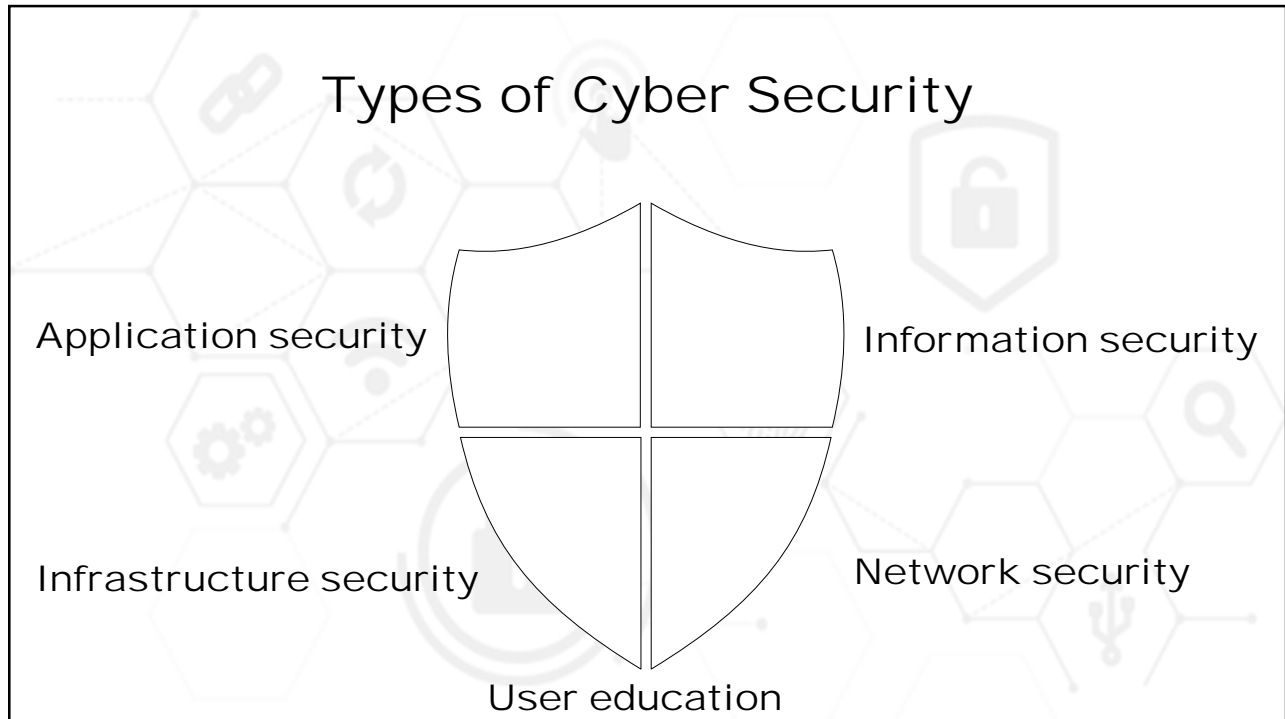 Types of Cyber Security
Application security
Information security
Infrastructure security
Network security
User education